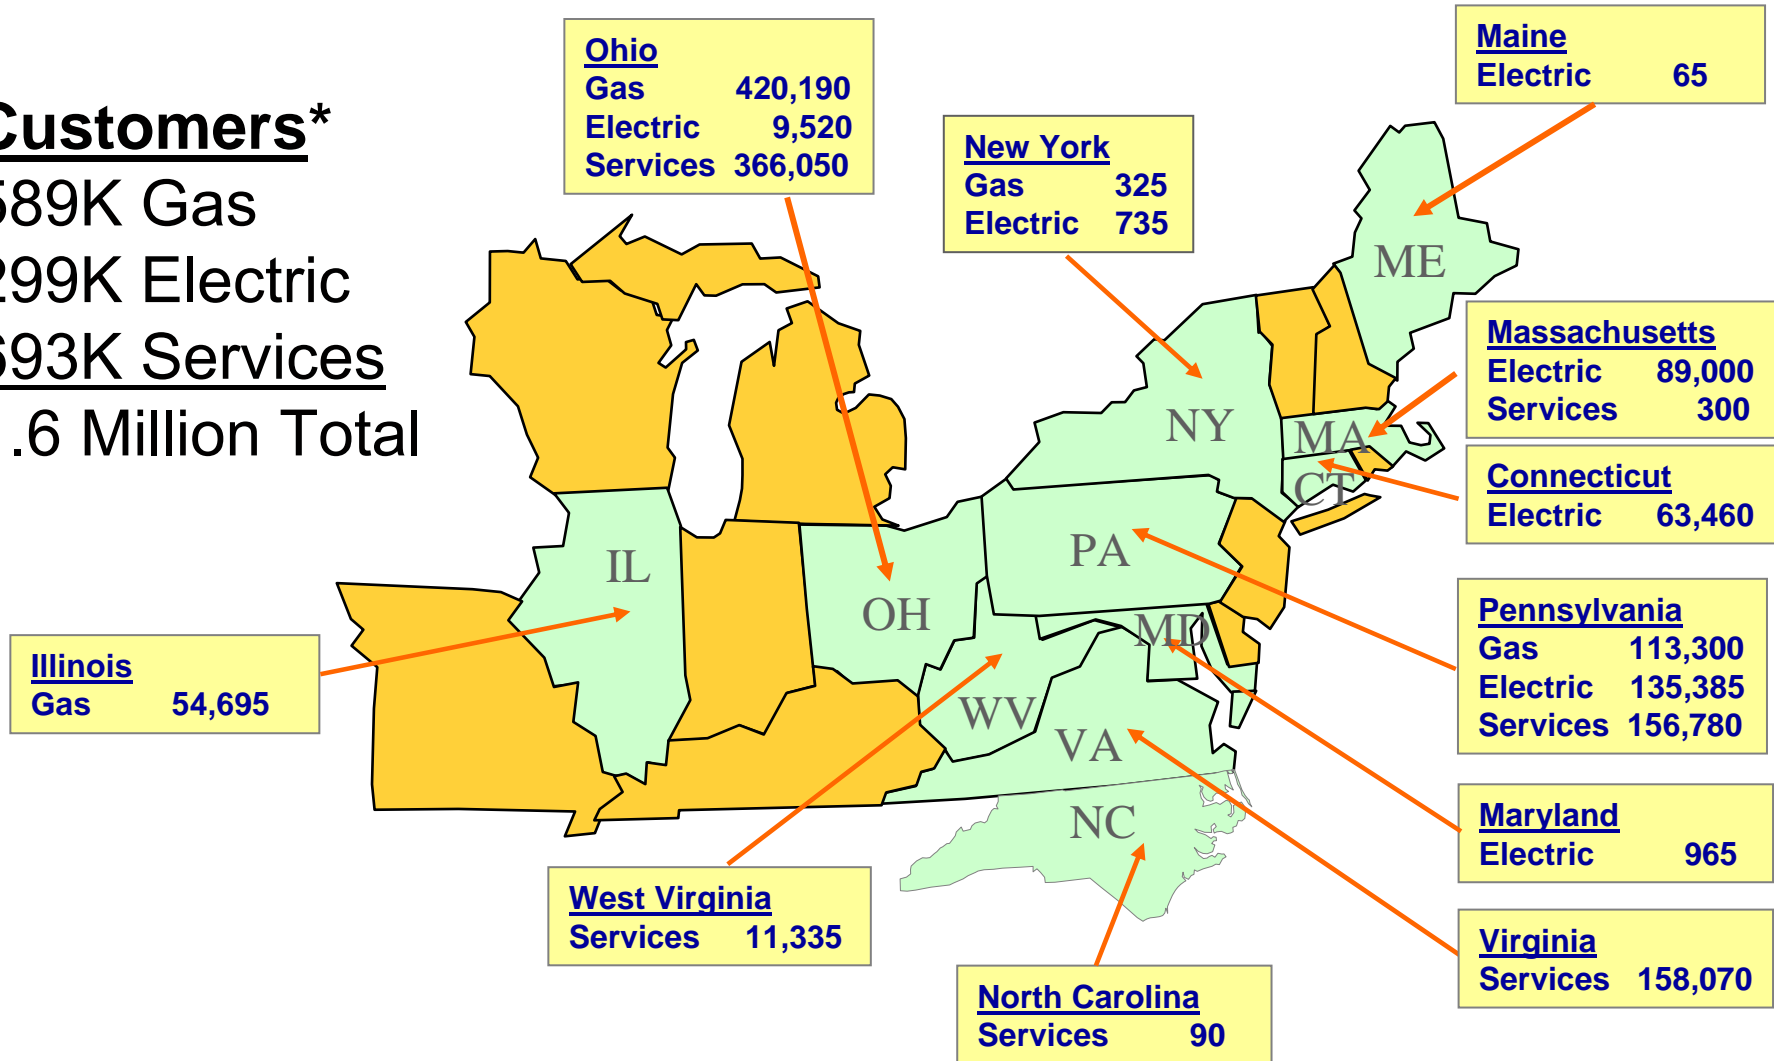 Customers*
589K Gas
299K Electric
693K Services
.6 Million Total
Ohio
Gas 420,190
Electric 9,520
Services 366,050
Maine
Electric 65
New York
Gas 325
Electric 735
Massachusetts
Electric 89,000
Services 300
Connecticut
Electric 63,460
Pennsylvania
Gas 113,300
Electric 135,385
Services 156,780
Illinois
Gas 54,695
Maryland
Electric 965
West Virginia
Services 11,335
Virginia
Services 158,070
North Carolina
Services 90
ME
NY
MA
CT
PA
IL
OH
MD
WV
VA
NC